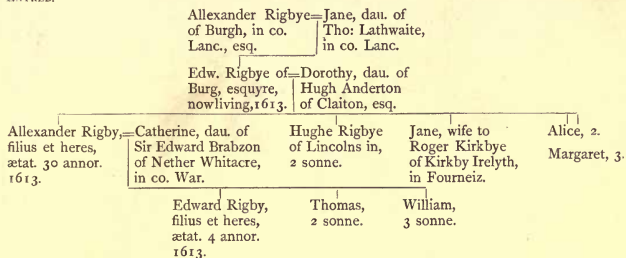 Allexander Rigbye=Jane, dau. of
of Burgh, in co. Tho: Lathwaite,
Lanc., esq. in co. Lanc.
Edw. Rigbye of=Dorothy, dau. of
Burg, esquyre, Hugh Anderton
now living, 1613. of Claiton, esq.
Allexander Rigby,=Catherine, dau. of Hughe Rigbye Jane, wife to Alice, 2.
filius et heres, Sir Edward Brabzon of Lincolns in, Roger Kirkbye Margaret, 3.
ætat. 30 annor. of Nether Whitacre, 2 sonne. of Kirkby Irelyth,
1613. in co. War. in Fourneiz.
Edward Rigby, Thomas, William,
filius et heres, 2 sonne. 3 sonne.
ætat. 4 annor.
1613.